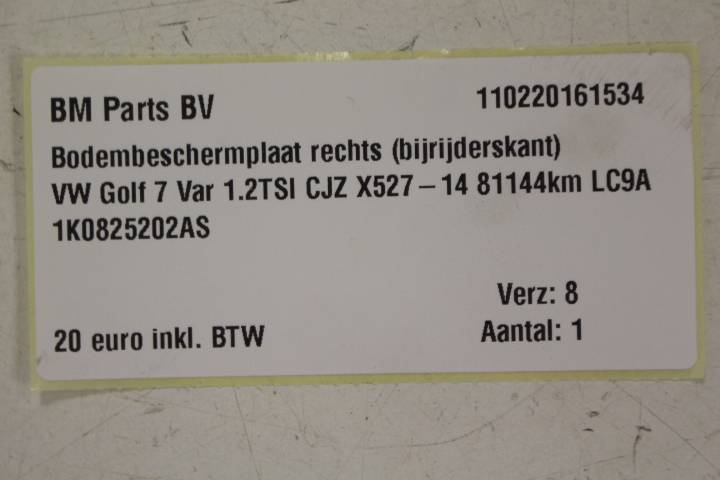 BM Parts BV 110220161534
Bodembeschermplaat rechts (bijrijderskant)
VW Golf 7 Var 1.2TSI CJZ X527 – 14 81144km LC9A
1K0825202AS
Verz: 8
20 euro inkl. BTW Aantal: 1